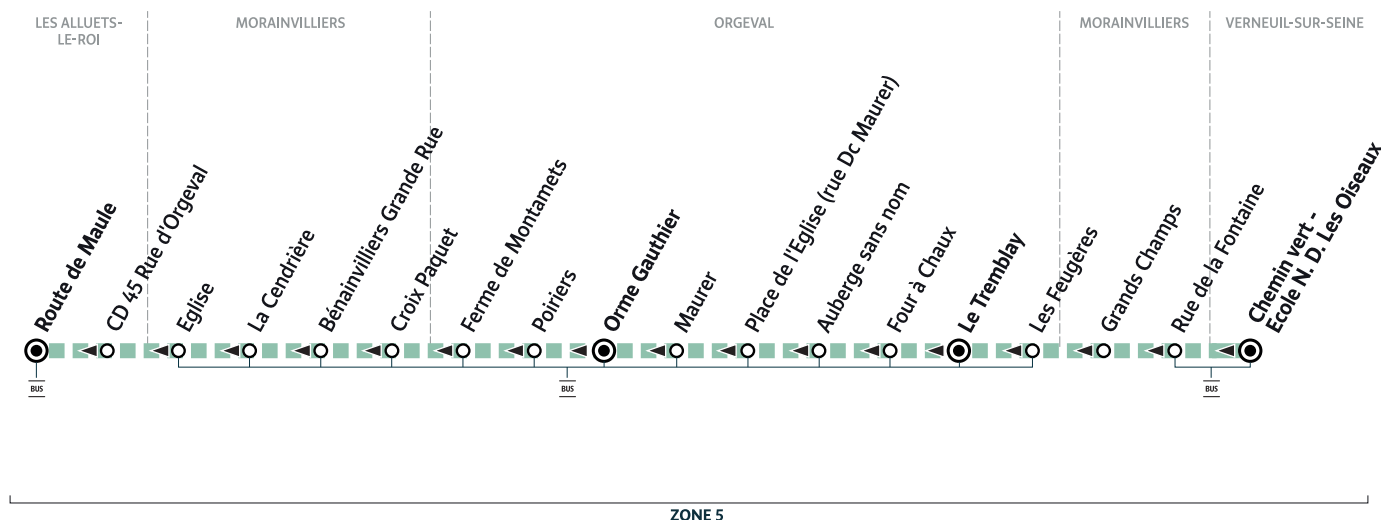 LES ALLUETS-
LE-ROI
MORAINVILLIERS
ORGEVAL
MORAINVILLIERS
VERNEUIL-SUR-SEINE
Route de Maule
CD 45 Rue d'Orgeval
Eglise
La Cendrière
Bénainvilliers Grande Rue
Croix Paquet
Ferme de Montamets
Poiriers
Orme Gauthier
Maurer
Place de l'Eglise (rue Dc Maurer)
Auberge sans nom
Four à Chaux
Le Tremblay
Les Feugères
Grands Champs
Rue de la Fontaine
Chemin vert -
Ecole N. D. Les Oiseaux
BUS
BUS
BUS
ZONE 5